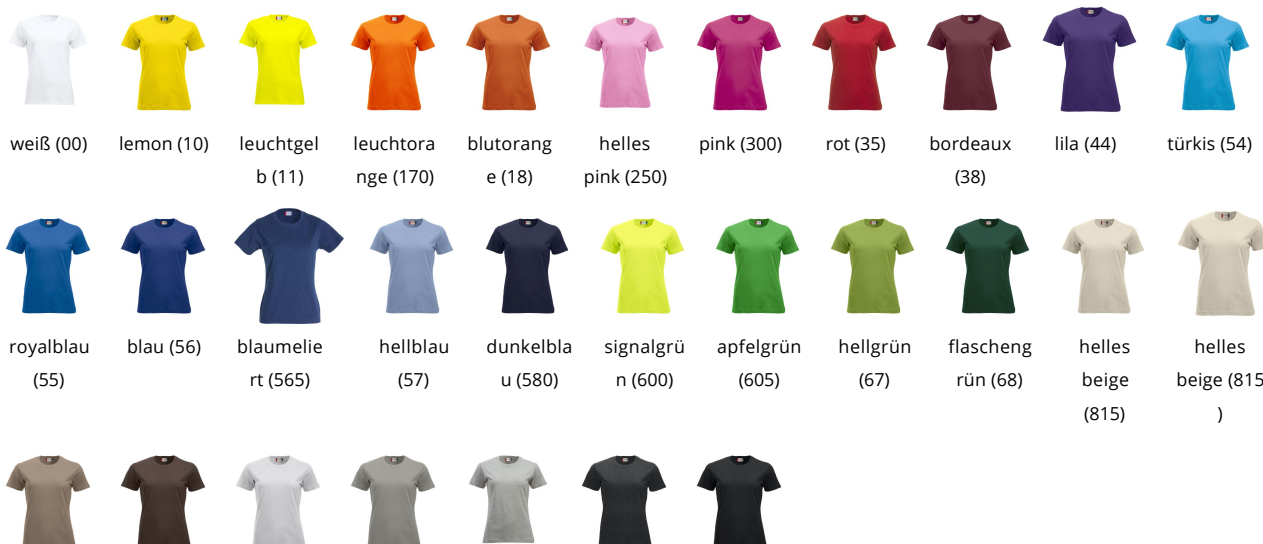 weiß (00)
lemon (10)
leuchtgel
b (11)
leuchtora
nge (170)
blutorang
e (18)
helles
pink (250)
pink (300)
rot (35)
bordeaux
(38)
lila (44)
türkis (54)
royalblau
(55)
blau (56)
blaumelie
rt (565)
hellblau
(57)
dunkelbla
u (580)
signalgrü
n (600)
apfelgrün
(605)
hellgrün
(67)
flascheng
rün (68)
helles
beige
(815)
helles
beige (815
)